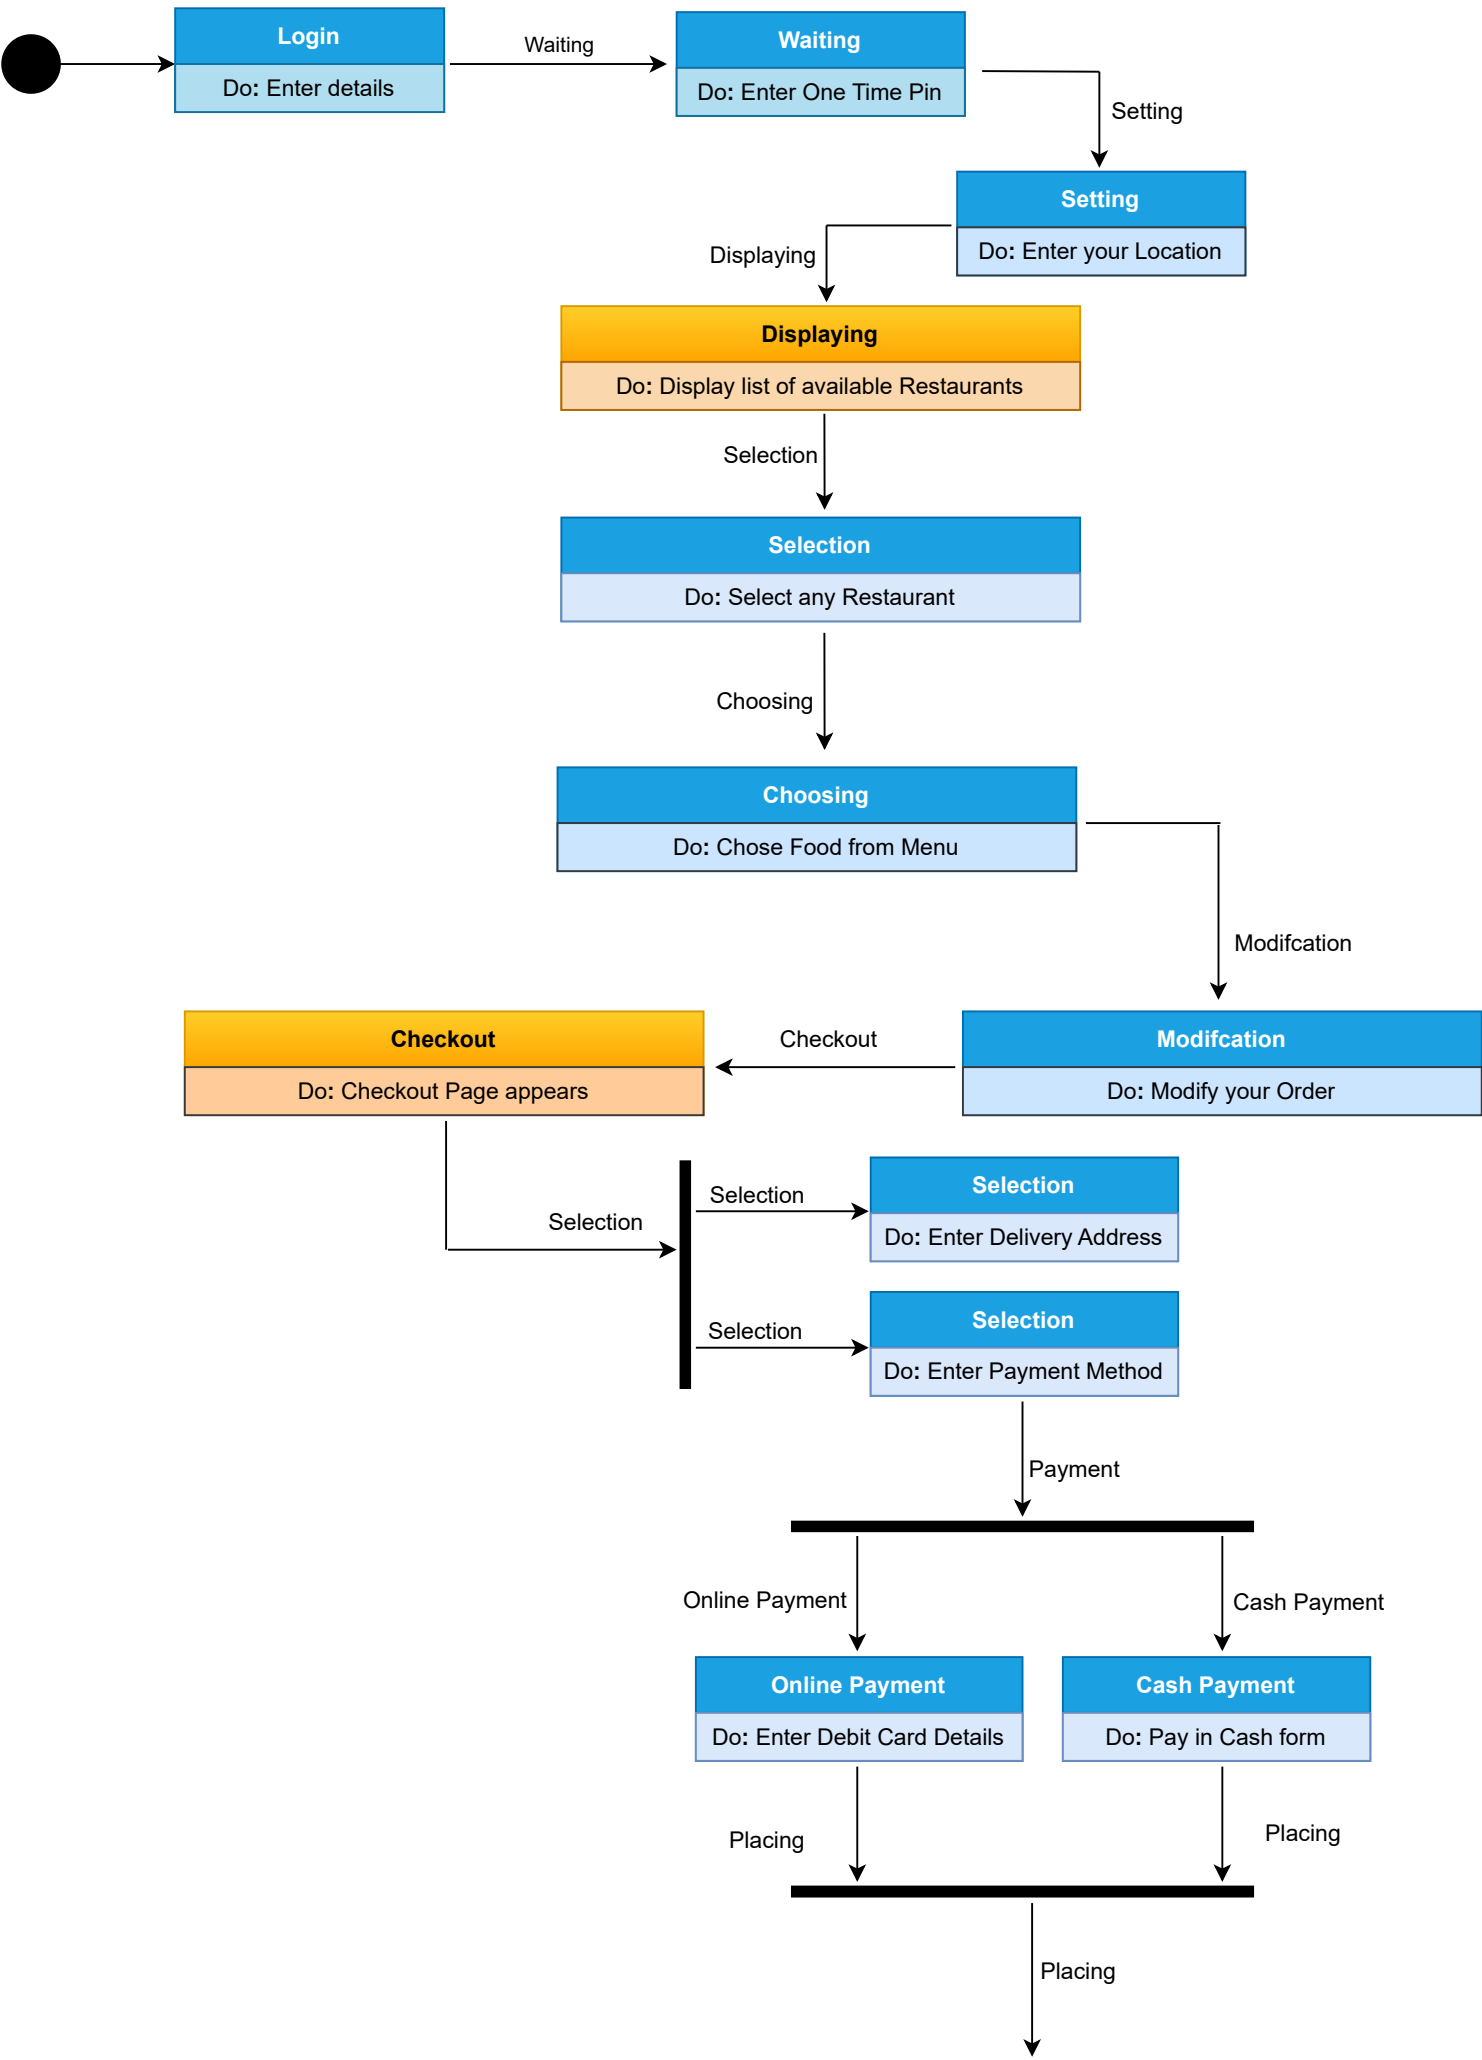 Login
Do: Enter details
Waiting
Waiting
Do: Enter One Time Pin
Setting
Setting
Do: Enter your Location
Displaying
Displaying
Do: Display list of available Restaurants
Selection
Selection
Do: Select any Restaurant
Choosing
Choosing
Do: Chose Food from Menu
Modifcation
Modifcation
Do: Modify your Order
Checkout
Checkout
Do: Checkout Page appears
Selection
Selection
Selection
Do: Enter Delivery Address
Selection
Selection
Do: Enter Payment Method
Payment
Online Payment
Cash Payment
Online Payment
Do: Enter Debit Card Details
Cash Payment
Do: Pay in Cash form
Placing
Placing
Placing